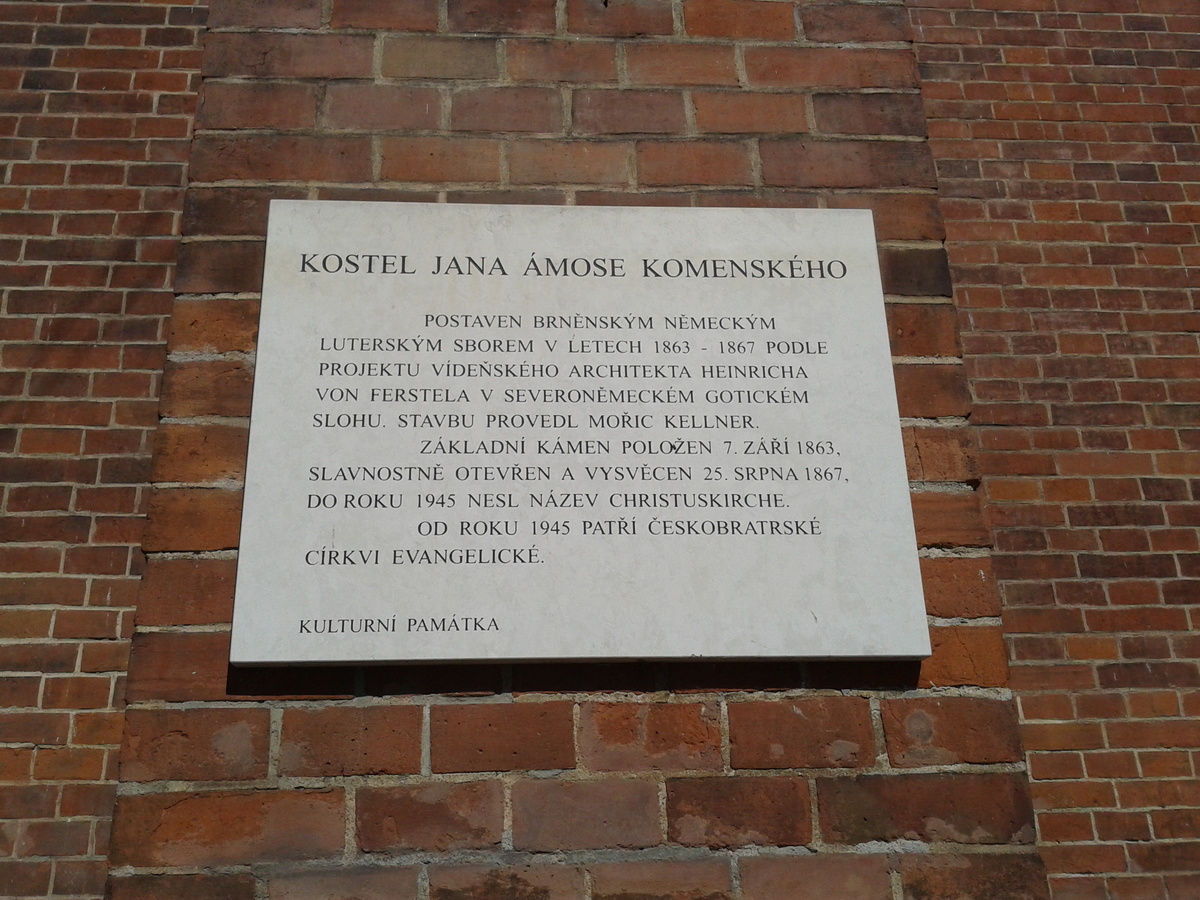 KOSTEL JANA ÁMOSE KOMENSKÉHO
POSTAVEN BRNĚNSKÝM NĚMECKÝM
LUTERSKÝM SBOREM V LETECH 1863 - 1867 PODLE
PROJEKTU VÍDEŇSKÉHO ARCHITEKTA HEINRICHA
VON FERSTELA V SEVERONĚMECKÉM GOTICKÉM
SLOHU. STAVBU PROVEDL MOŘIC KELLNER.
ZÁKLADNÍ KÁMEN POLOŽEN 7. ZÁŘÍ 1863,
SLAVNOSTNĚ OTEVŘEN A VYSVĚCEN 25. SRPNA 1867,
DO ROKU 1945 NESL NÁZEV CHRISTUSKIRCHE.
OD ROKU 1945 PATŘÍ ČESKOBRATRSKÉ
CÍRKVI EVANGELICKÉ.
KULTURNÍ PAMÁTKA